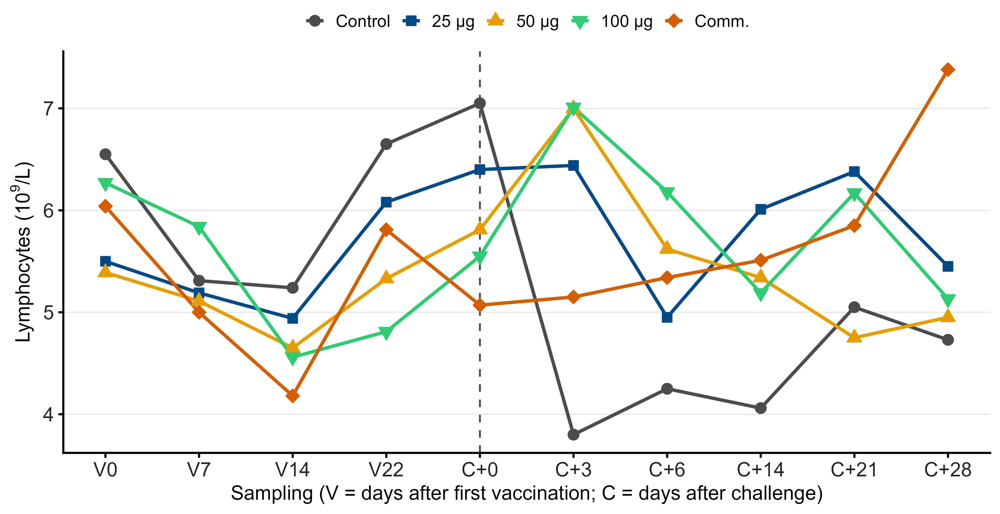 Control 25 µg 50 µg 100 µg Comm.
Lymphocytes (10⁹/L)
7
6
5
4
V0 V7 V14 V22 C+0 C+3 C+6 C+14 C+21 C+28
Sampling (V = days after first vaccination; C = days after challenge)